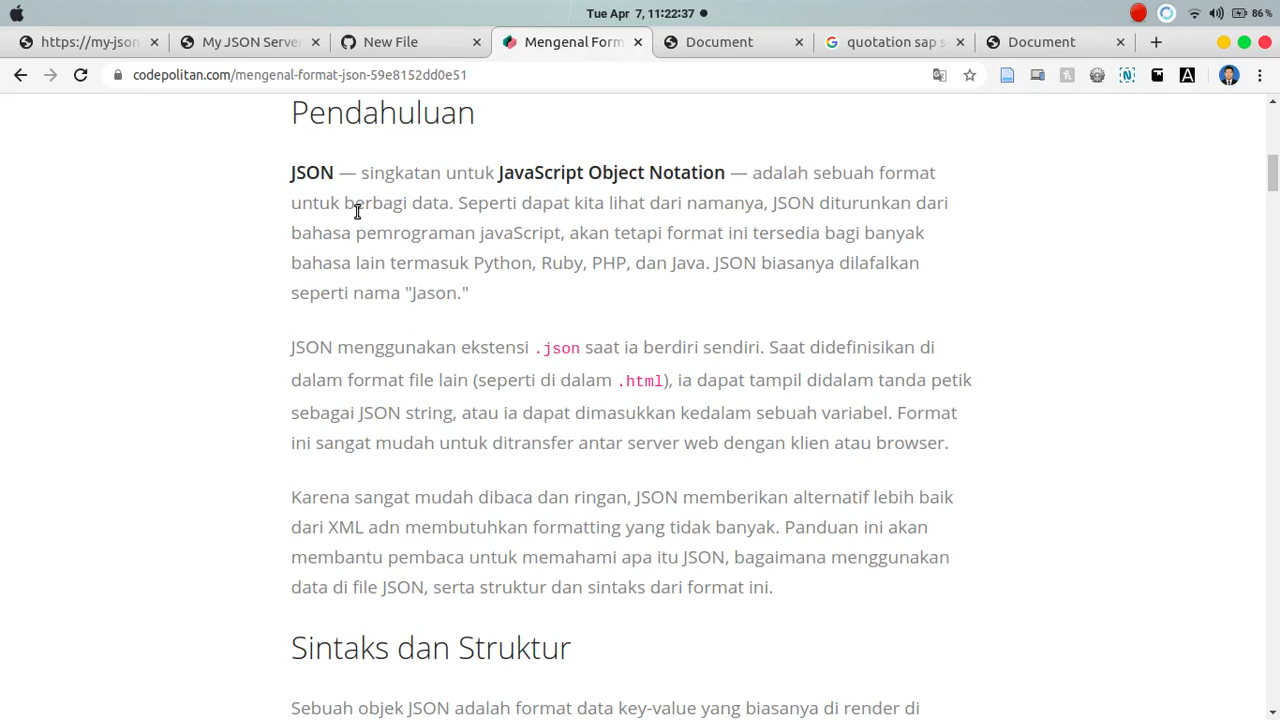 Tue Apr 7, 11:22:37
86 %
https://my-json
My JSON Server
New File
Mengenal Form
Document
quotation sap s
Document
codepolitan.com/mengenal-format-json-59e8152dd0e51
Pendahuluan
JSON — singkatan untuk JavaScript Object Notation — adalah sebuah format
untuk berbagi data. Seperti dapat kita lihat dari namanya, JSON diturunkan dari
bahasa pemrograman javaScript, akan tetapi format ini tersedia bagi banyak
bahasa lain termasuk Python, Ruby, PHP, dan Java. JSON biasanya dilafalkan
seperti nama "Jason."
JSON menggunakan ekstensi .json saat ia berdiri sendiri. Saat didefinisikan di
dalam format file lain (seperti di dalam .html), ia dapat tampil didalam tanda petik
sebagai JSON string, atau ia dapat dimasukkan kedalam sebuah variabel. Format
ini sangat mudah untuk ditransfer antar server web dengan klien atau browser.
Karena sangat mudah dibaca dan ringan, JSON memberikan alternatif lebih baik
dari XML adn membutuhkan formatting yang tidak banyak. Panduan ini akan
membantu pembaca untuk memahami apa itu JSON, bagaimana menggunakan
data di file JSON, serta struktur dan sintaks dari format ini.
Sintaks dan Struktur
Sebuah objek JSON adalah format data key-value yang biasanya di render di